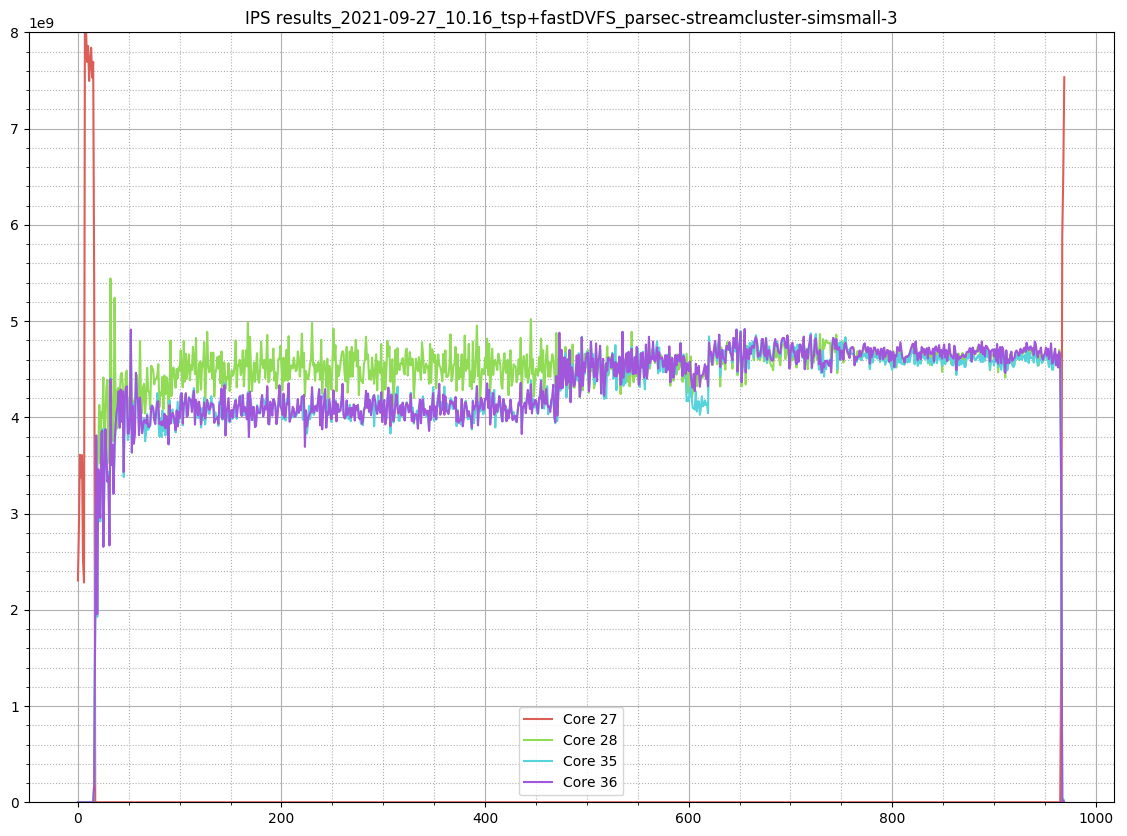 IPS results_2021-09-27_10.16_tsp+fastDVFS_parsec-streamcluster-simsmall-3
1e9
8
7
6
5
4
3
2
1
0
Core 27
Core 28
Core 35
Core 36
0 200 400 600 800 1000